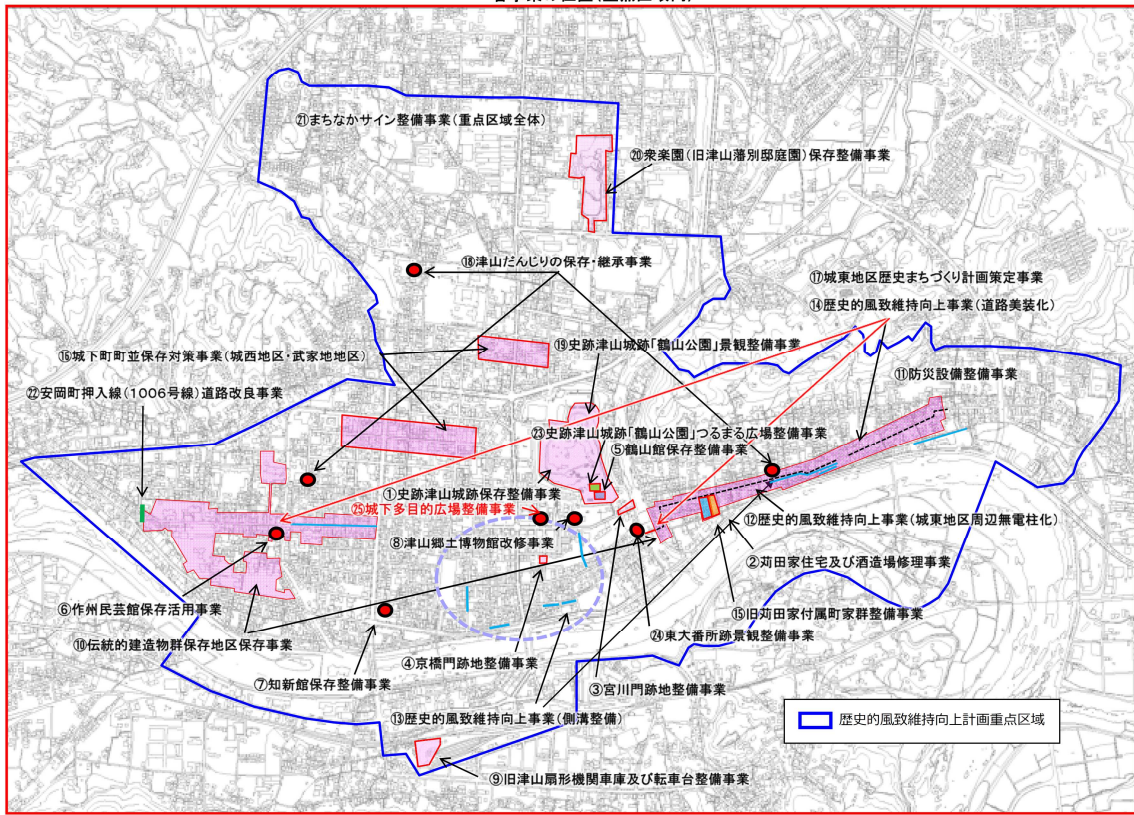 ㉑まちなかサイン整備事業(重点区域全体)
⑳衆楽園(旧津山藩別邸庭園)保存整備事業
⑱津山だんじりの保存・継承事業
⑰城東地区歴史まちづくり計画策定事業
⑭歴史的風致維持向上事業(道路美装化)
⑯城下町町並保存対策事業(城西地区・武家地地区)
⑲史跡津山城跡「鶴山公園」景観整備事業
⑪防災設備整備事業
㉒安岡町押入線(1006号線)道路改良事業
㉓史跡津山城跡「鶴山公園」つるまる広場整備事業
⑤鶴山館保存整備事業
①史跡津山城跡保存整備事業
㉕城下多目的広場整備事業
⑫歴史的風致維持向上事業(城東地区周辺無電柱化)
⑧津山郷土博物館改修事業
②苅田家住宅及び酒造場修理事業
⑥作州民芸館保存活用事業
⑮旧苅田家付属町家群整備事業
⑩伝統的建造物群保存地区保存事業
㉔東大番所跡景観整備事業
④京橋門跡地整備事業
⑦知新館保存整備事業
③宮川門跡地整備事業
⑬歴史的風致維持向上事業(側溝整備)
歴史的風致維持向上計画重点区域
⑨旧津山扇形機関車庫及び転車台整備事業